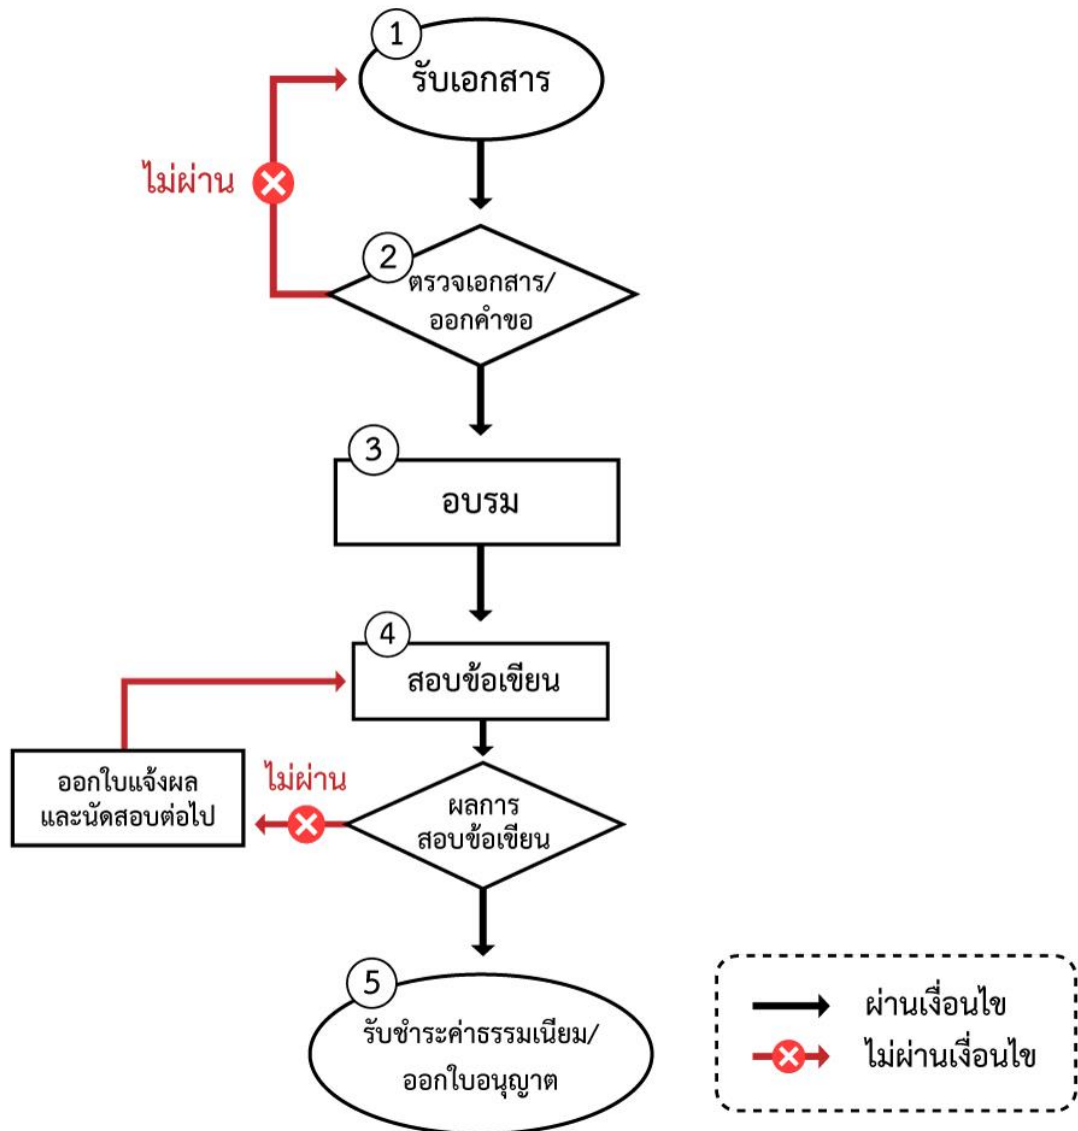 1
รับเอกสาร
ไม่ผ่าน
2
ตรวจเอกสาร/
ออกคำขอ
3
อบรม
4
สอบข้อเขียน
ออกใบแจ้งผล
และนัดสอบต่อไป
ไม่ผ่าน
ผลการ
สอบข้อเขียน
5
รับชำระค่าธรรมเนียม/
ออกใบอนุญาต
ผ่านเงื่อนไข
ไม่ผ่านเงื่อนไข